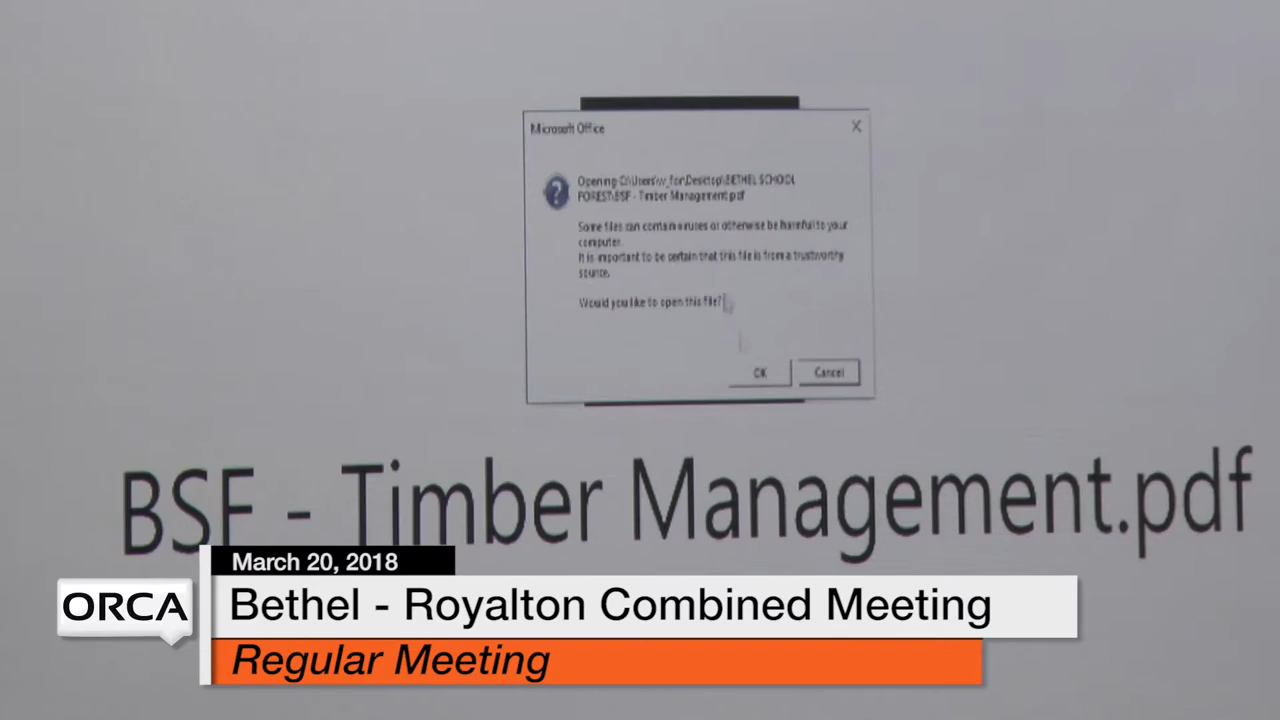 Microsoft Office
X
?
Opening C:\Users\w_for\Desktop\BETHEL SCHOOL
FOREST\BSF - Timber Management.pdf
Some files can contain viruses or otherwise be harmful to your
computer.
It is important to be certain that this file is from a trustworthy
source.
Would you like to open this file?
OK
Cancel
BSF - Timber Management.pdf
March 20, 2018
ORCA
Bethel - Royalton Combined Meeting
Regular Meeting